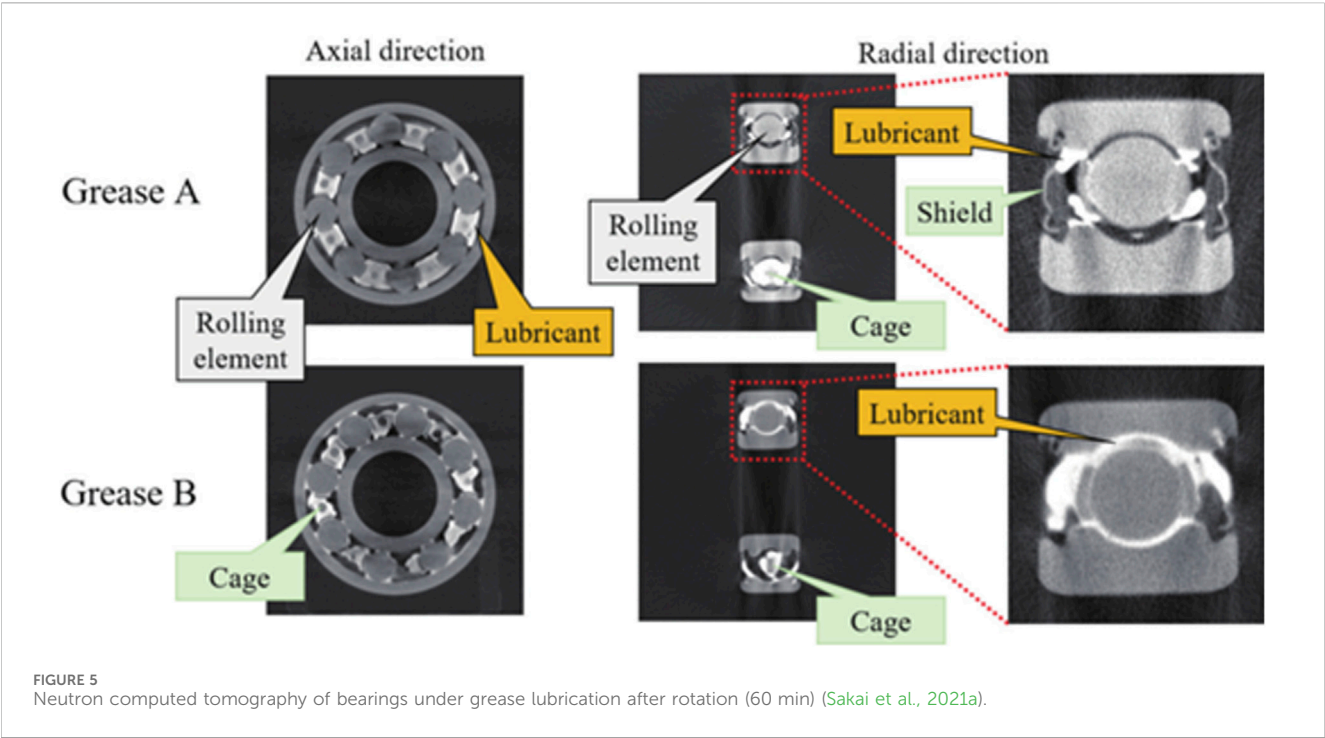 Axial direction
Radial direction
Grease A
Lubricant
Shield
Rolling
element
Rolling
element
Lubricant
Cage
Grease B
Lubricant
Cage
Cage
FIGURE 5
Neutron computed tomography of bearings under grease lubrication after rotation (60 min) (Sakai et al., 2021a).